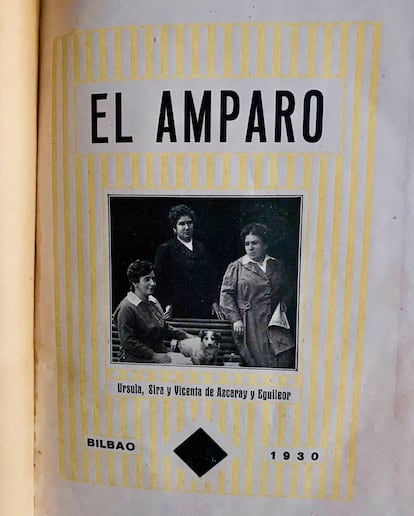 EL AMPARO
Ursula, Sira y Vicenta de Azcaray y Eguileor
BILBAO 1930